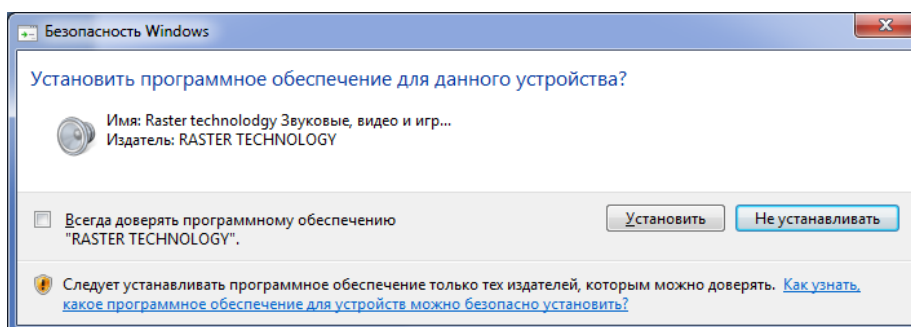 Безопасность Windows
Установить программное обеспечение для данного устройства?
Имя: Raster technolodgy Звуковые, видео и игр...
Издатель: RASTER TECHNOLOGY
Всегда доверять программному обеспечению
"RASTER TECHNOLOGY".
Установить
Не устанавливать
Следует устанавливать программное обеспечение только тех издателей, которым можно доверять. Как узнать,
какое программное обеспечение для устройств можно безопасно установить?